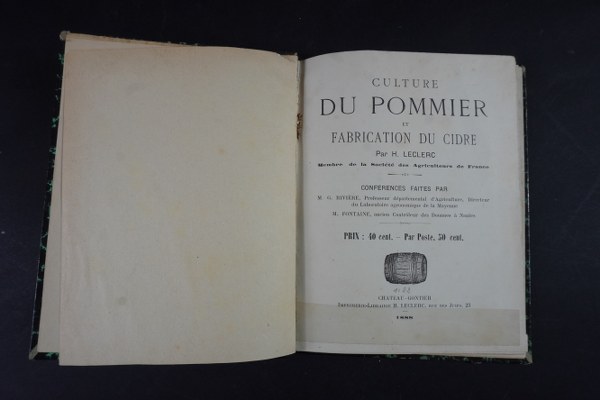 CULTURE
DU POMMIER
ET
FABRICATION DU CIDRE
Par H. LECLERC
Membre de la Société des Agriculteurs de France
CONFÉRENCES FAITES PAR
M. G. RIVIÈRE, Professeur départemental d'Agriculture, Directeur
du Laboratoire agronomique de la Mayenne
M. FONTAINE, ancien Contrôleur des Douanes à Nantes
PRIX : 40 cent. — Par Poste, 50 cent.
CHATEAU-GONTIER
IMPRIMERIE-LIBRAIRIE H. LECLERC,